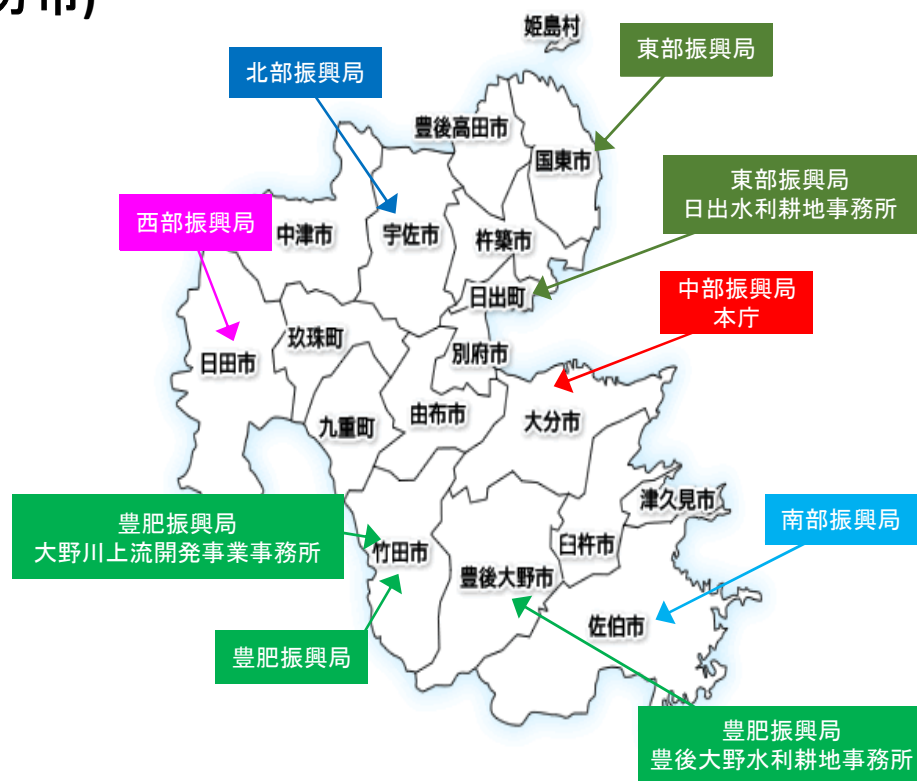 分市)
姫島村
東部振興局
北部振興局
豊後高田市
国東市
東部振興局
日出水利耕地事務所
西部振興局
中津市
宇佐市
杵築市
日出町
中部振興局
本庁
玖珠町
別府市
日田市
由布市
九重町
大分市
津久見市
豊肥振興局
大野川上流開発事業事務所
南部振興局
臼杵市
竹田市
豊後大野市
佐伯市
豊肥振興局
豊肥振興局
豊後大野水利耕地事務所